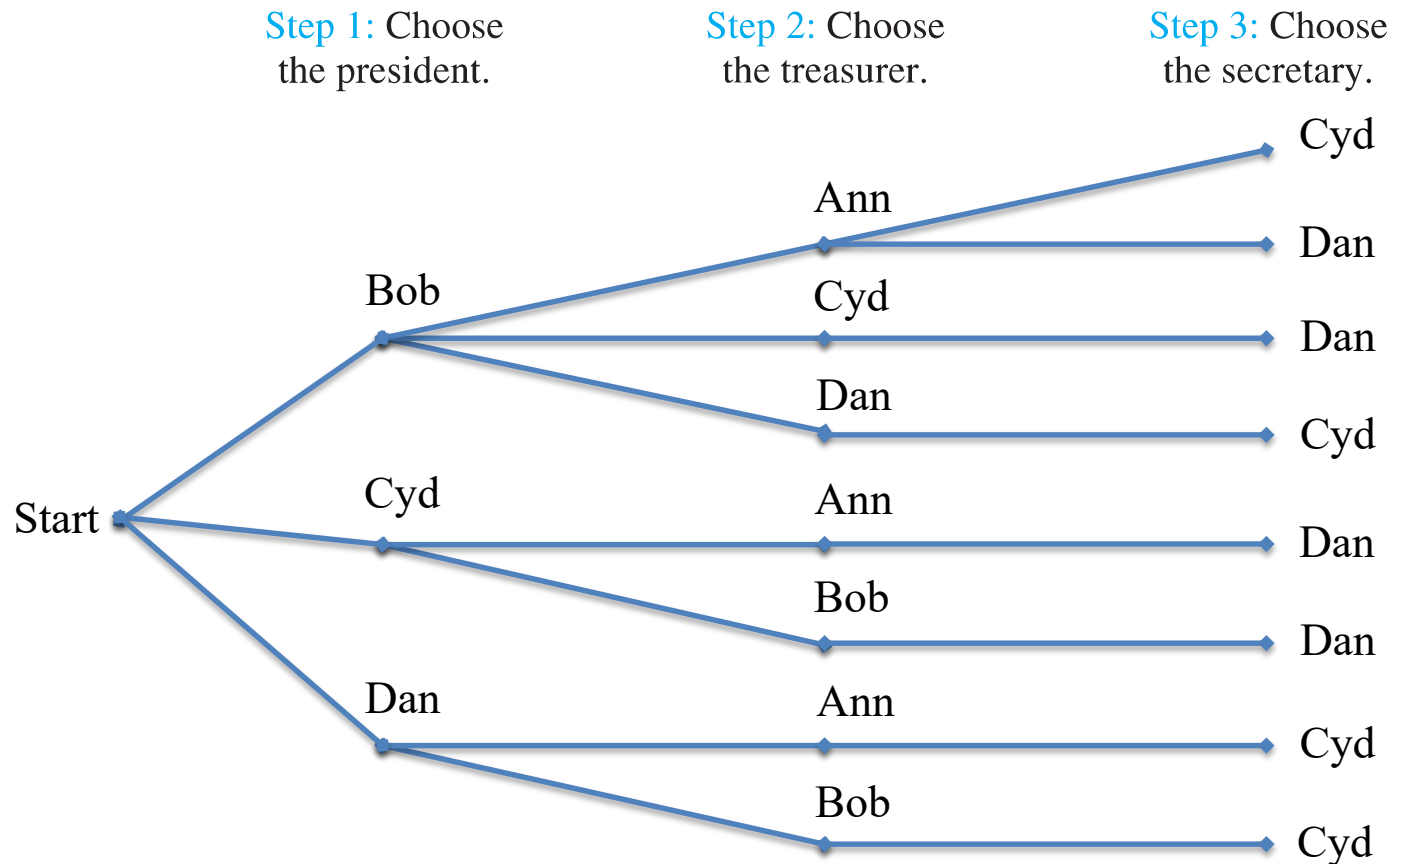 Step 1: Choose
the president.
Step 2: Choose
the treasurer.
Step 3: Choose
the secretary.
Cyd
Ann
Dan
Bob
Cyd
Dan
Dan
Cyd
Cyd
Ann
Start
Dan
Bob
Dan
Dan
Ann
Cyd
Bob
Cyd